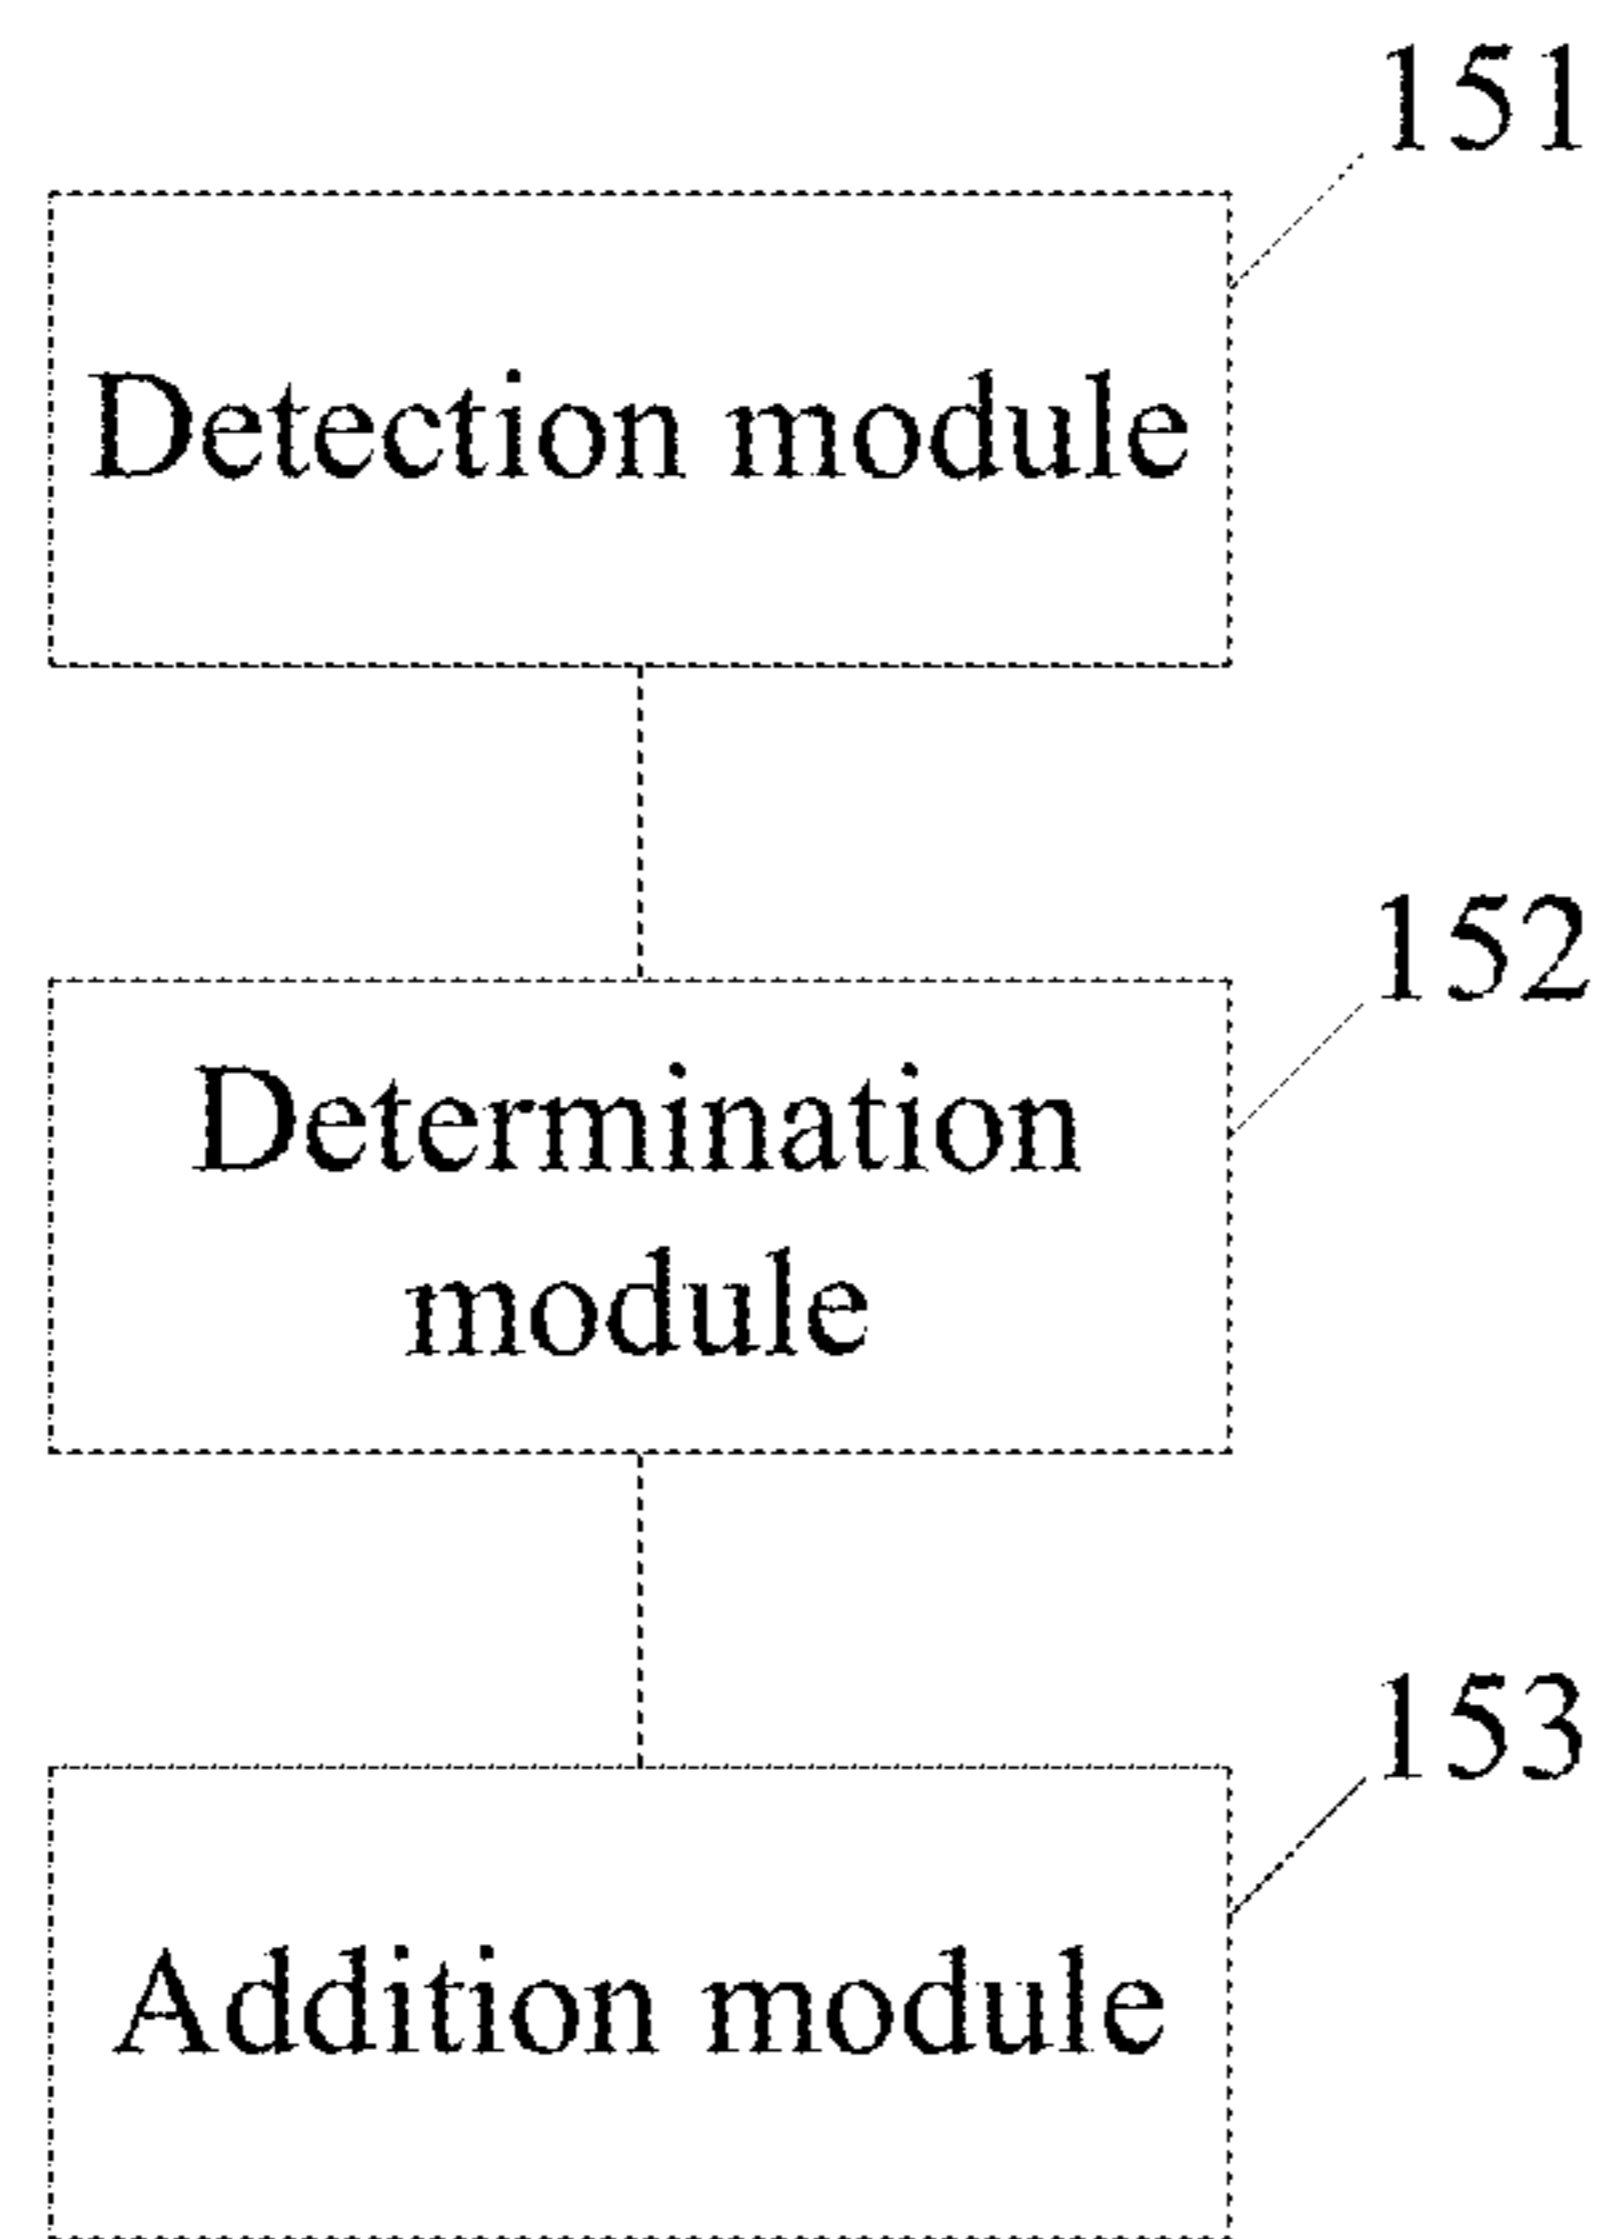 151
Detection module
152
Determination
module
153
Addition module